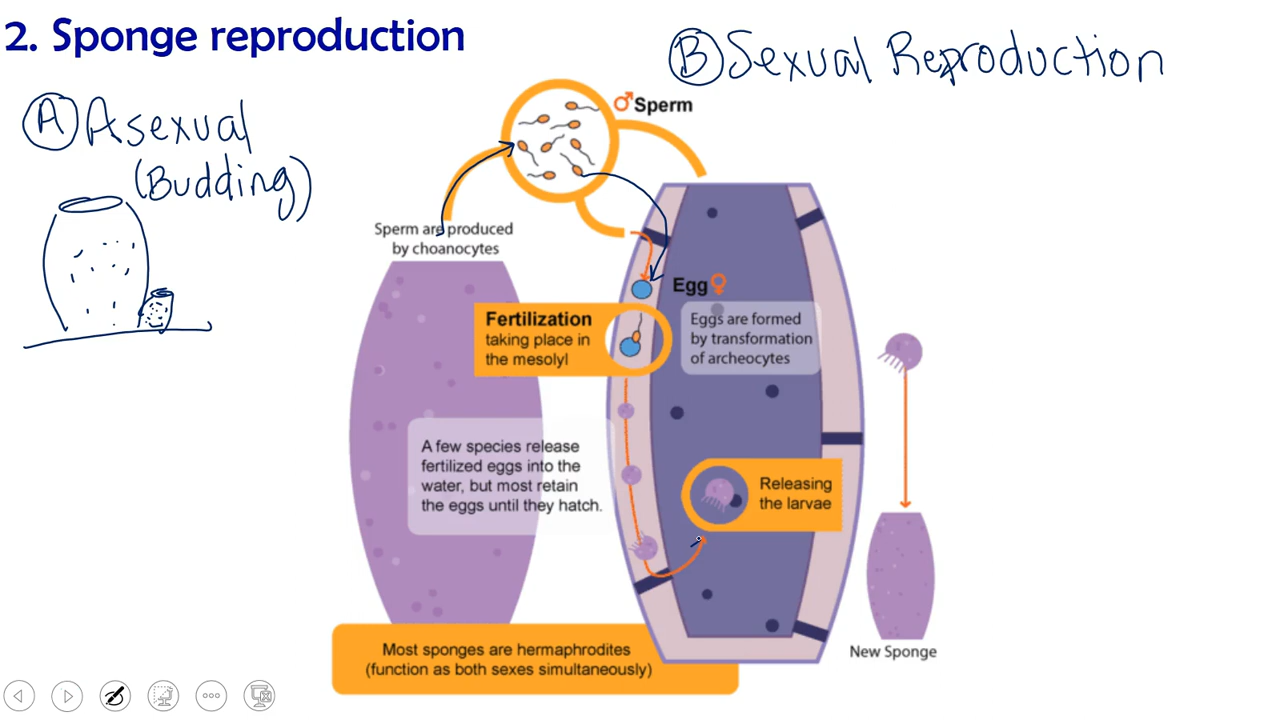 2. Sponge reproduction
Ⓑ Sexual Reproduction
Ⓐ Asexual
(Budding)
♂ Sperm
Sperm are produced
by choanocytes
Egg ♀
Eggs are formed
by transformation
of archeocytes
Fertilization
taking place in
the mesolyl
A few species release
fertilized eggs into the
water, but most retain
the eggs until they hatch.
Releasing
the larvae
New Sponge
Most sponges are hermaphrodites
(function as both sexes simultaneously)